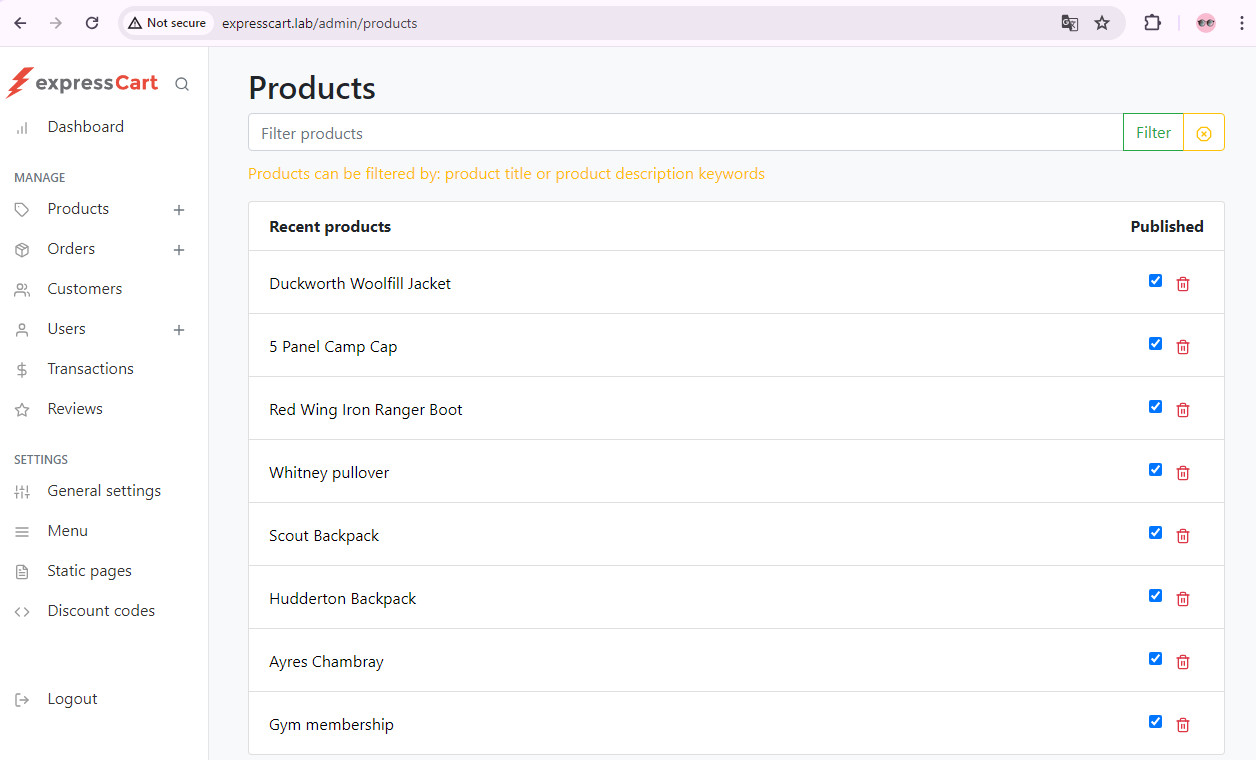 Not secure
expresscart.lab/admin/products
expressCart
Dashboard
MANAGE
Products
Orders
Customers
Users
Transactions
Reviews
SETTINGS
General settings
Menu
Static pages
Discount codes
Logout
Products
Filter products
Filter
Products can be filtered by: product title or product description keywords
Recent products Published
Duckworth Woolfill Jacket
5 Panel Camp Cap
Red Wing Iron Ranger Boot
Whitney pullover
Scout Backpack
Hudderton Backpack
Ayres Chambray
Gym membership